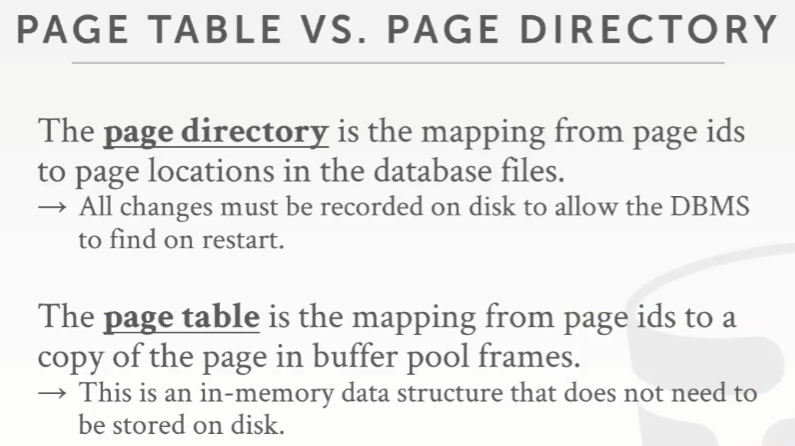 PAGE TABLE VS. PAGE DIRECTORY
The page directory is the mapping from page ids
to page locations in the database files.
→ All changes must be recorded on disk to allow the DBMS
to find on restart.
The page table is the mapping from page ids to a
copy of the page in buffer pool frames.
→ This is an in-memory data structure that does not need to
be stored on disk.